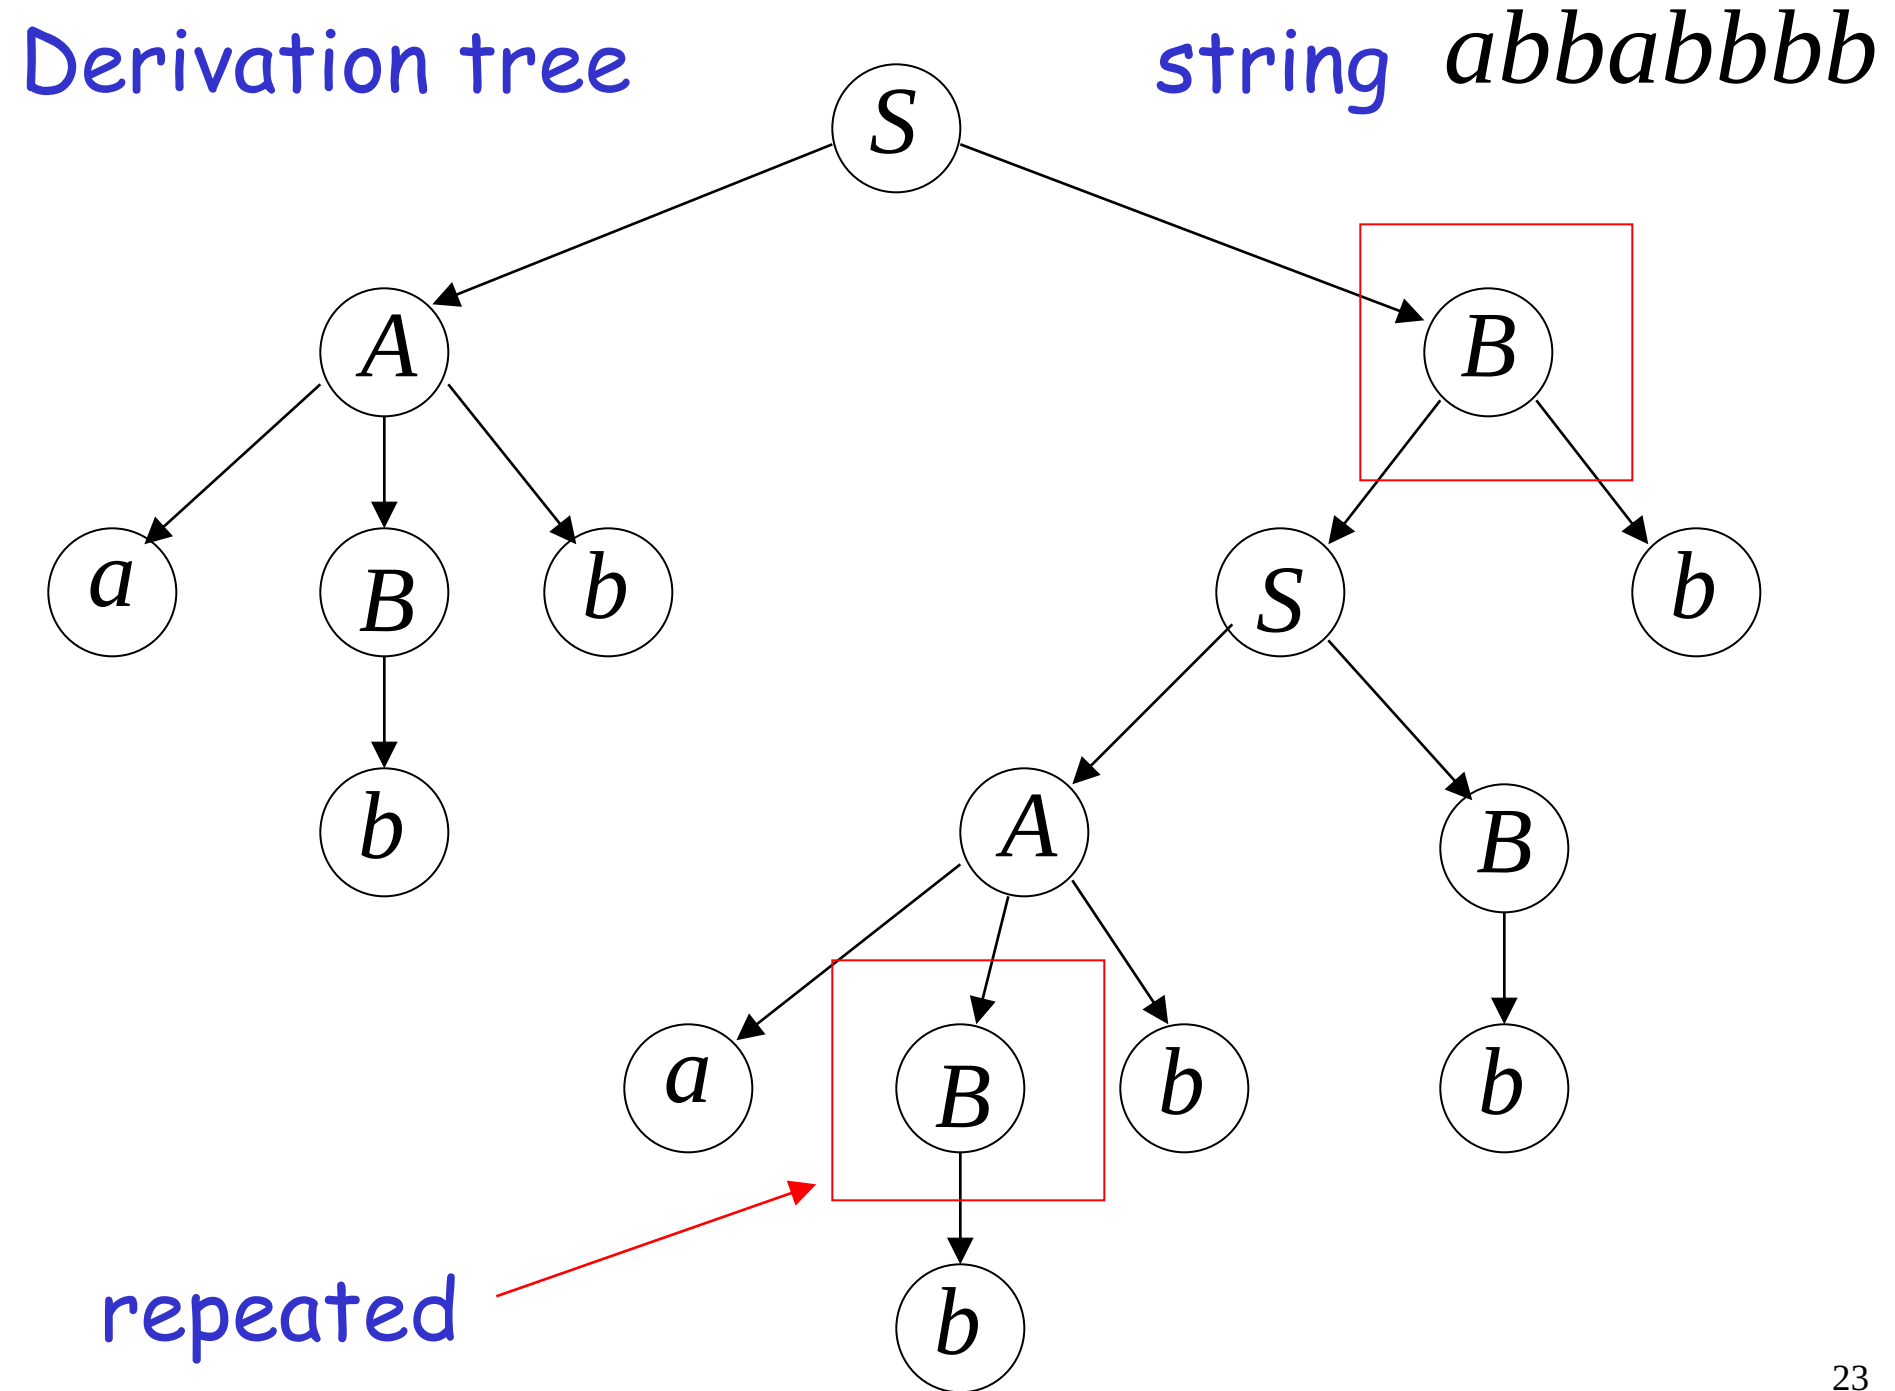 Derivation tree string abbabbbb
S
A B
a B b S b
b A B
a B b b
repeated
b
23